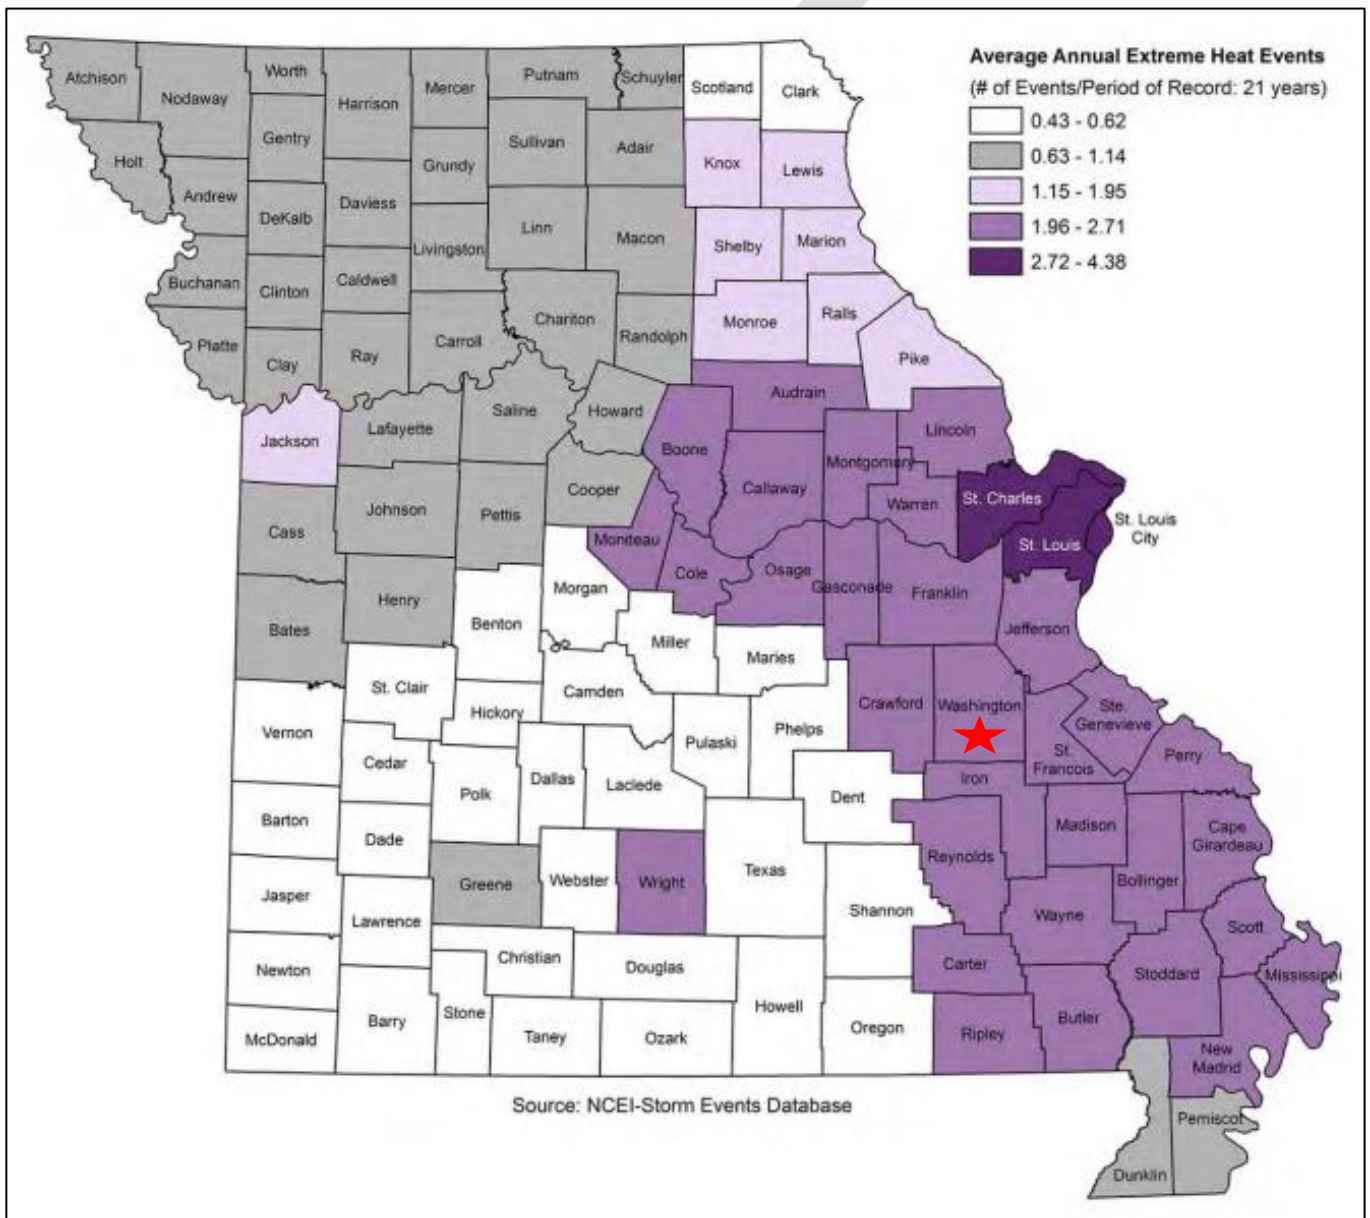 Average Annual Extreme Heat Events
(# of Events/Period of Record: 21 years)
0.43 - 0.62
0.63 - 1.14
1.15 - 1.95
1.96 - 2.71
2.72 - 4.38
Atchison
Nodaway
Worth
Harrison
Mercer
Putnam
Schuyler
Scotland
Clark
Holt
Gentry
Grundy
Sullivan
Adair
Knox
Lewis
Andrew
DeKalb
Daviess
Livingston
Linn
Macon
Shelby
Marion
Buchanan
Clinton
Caldwell
Chariton
Randolph
Monroe
Ralls
Pike
Platte
Clay
Ray
Carroll
Audrain
Lincoln
Jackson
Lafayette
Saline
Howard
Boone
Callaway
Montgomery
Warren
St. Charles
St. Louis
City
St. Louis
Cass
Johnson
Pettis
Cooper
Moniteau
Cole
Osage
Gasconade
Franklin
Jefferson
Bates
Henry
Benton
Morgan
Miller
Maries
St. Clair
Hickory
Camden
Pulaski
Phelps
Crawford
Washington
Ste.
Genevieve
St.
Francois
Perry
Vernon
Cedar
Polk
Dallas
Laclede
Dent
Iron
Madison
Cape
Girardeau
Barton
Dade
Greene
Webster
Wright
Texas
Reynolds
Bollinger
Jasper
Lawrence
Shannon
Wayne
Scott
Newton
Christian
Douglas
Carter
Stoddard
Mississippi
McDonald
Barry
Stone
Taney
Ozark
Howell
Oregon
Ripley
Butler
New
Madrid
Pemiscot
Dunklin
Source: NCEI-Storm Events Database